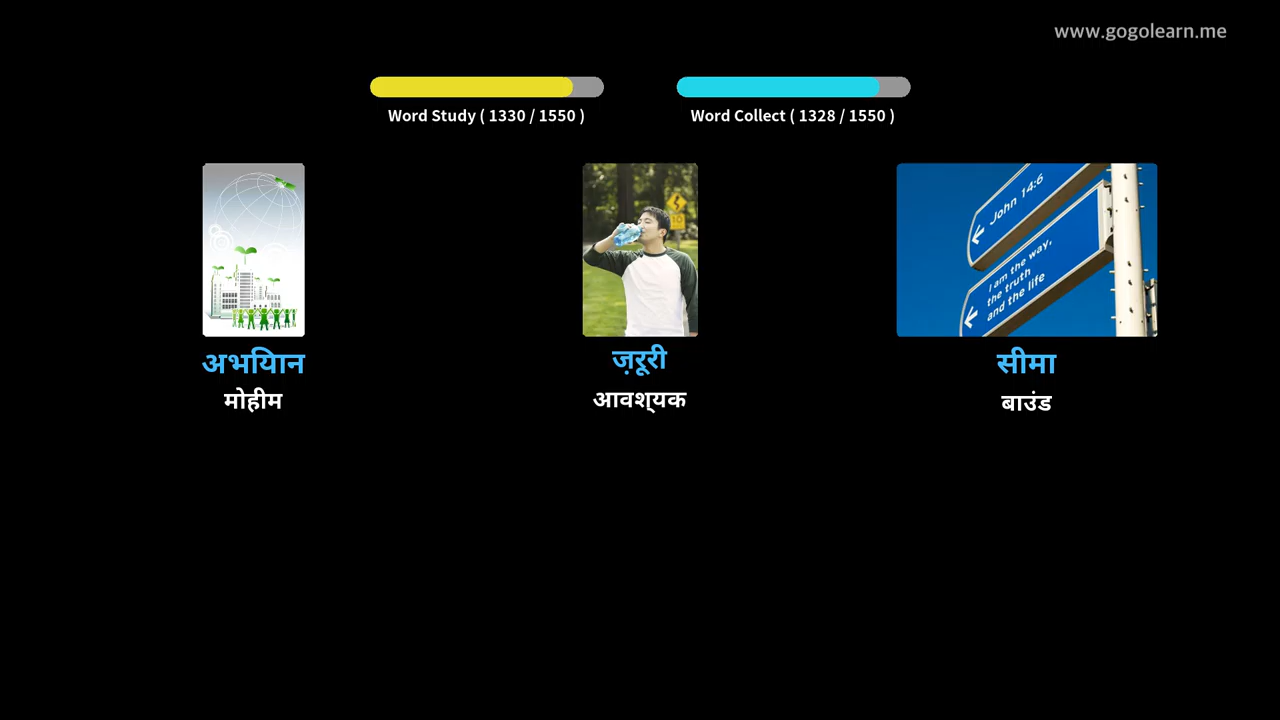 www.gogolearn.me
Word Study ( 1330 / 1550 )
Word Collect ( 1328 / 1550 )
John 14:6
I am the way,
the truth
and the life
10
अभियान
मोहीम
ज़रूरी
आवश्यक
सीमा
बाउंड